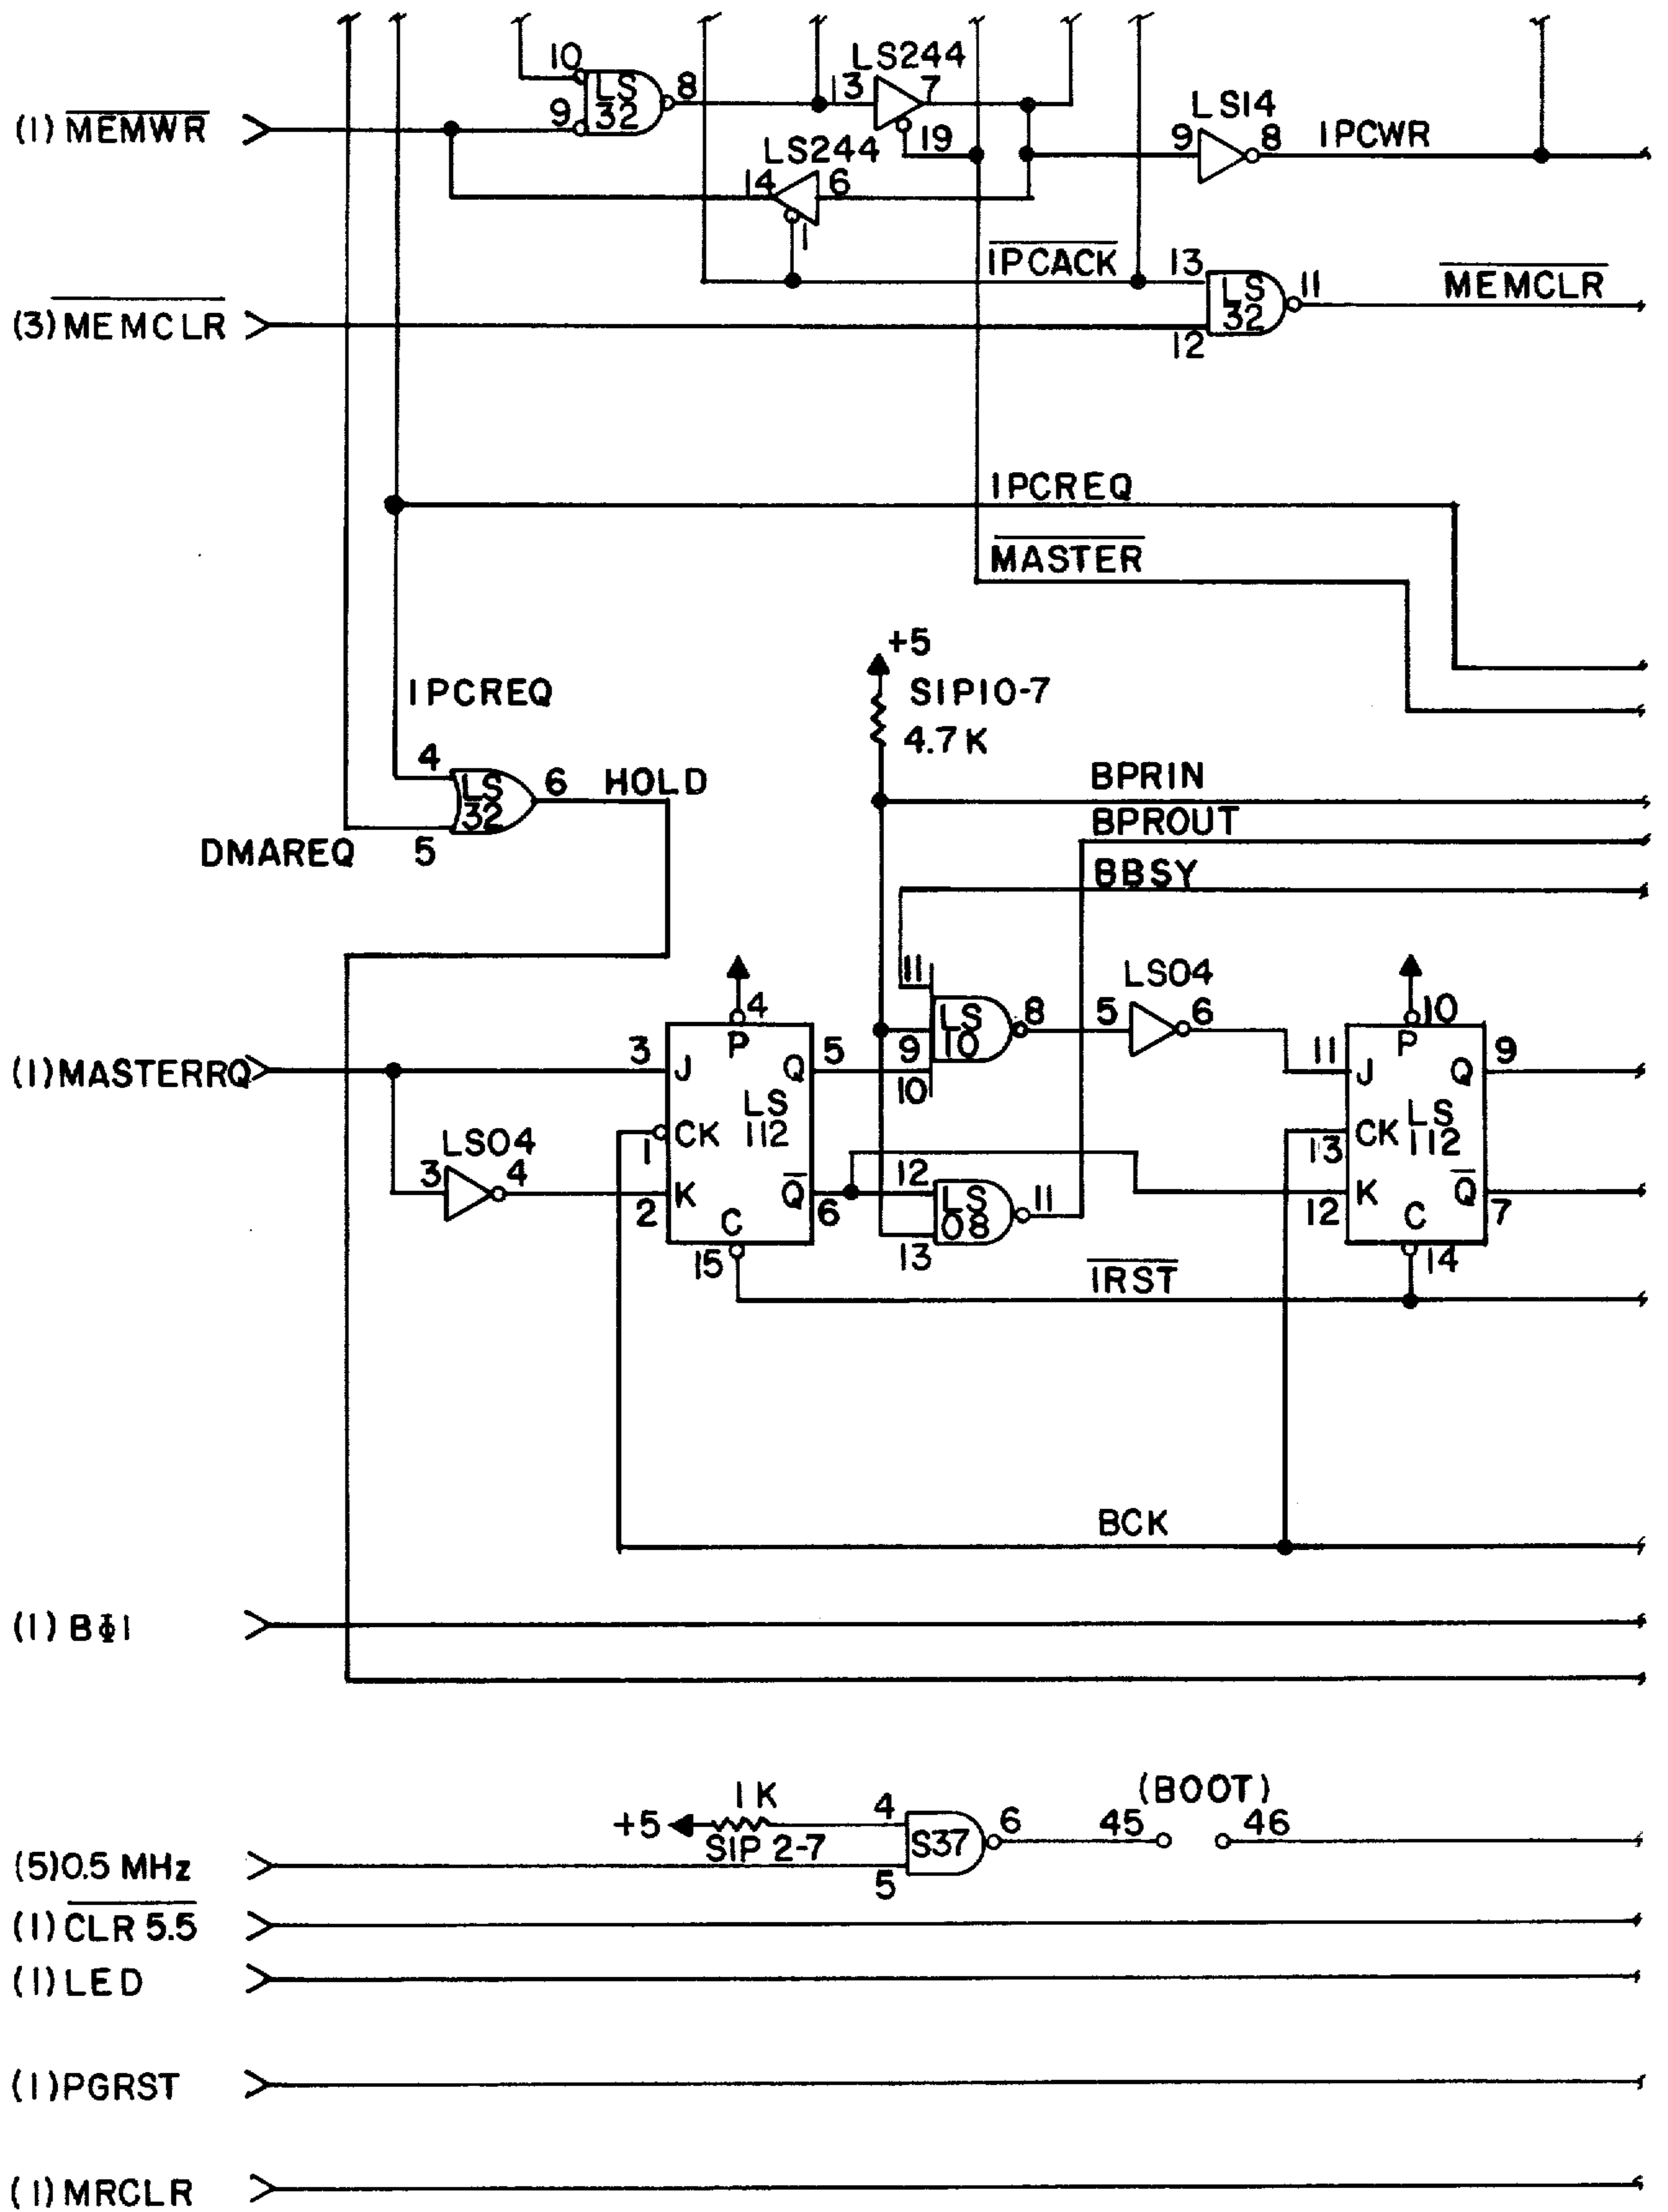 10 LS 32 8
9
(1) MEMWR
LS244
13 7
19
LS244
14 6
1
LS14
9 8 IPCWR
IPCACK 13 LS 32 11 MEMCLR
(3) MEMCLR
12
IPCREQ
MASTER
+5
SIP10-7
4.7K
IPCREQ
4 LS 32 6 HOLD
DMAREQ 5
BPRIN
BPROUT
BBSY
11
4
LS 10 8
9
10
LS04
5 6
10
(1) MASTERRQ
3 J P Q 5
LS 112
1 CK
LS04
3 4
2 K C Q 6
15
12 LS 08 11
13
11 J P Q 9
13 CK LS 112
12 K C Q 7
14
IRST
BCK
(1) BΦ1
1K
+5
SIP 2-7
4 S37 6
5
(BOOT)
45 46
(5) 0.5 MHz
(1) CLR 5.5
(1) LED
(1) PGRST
(1) MRCLR